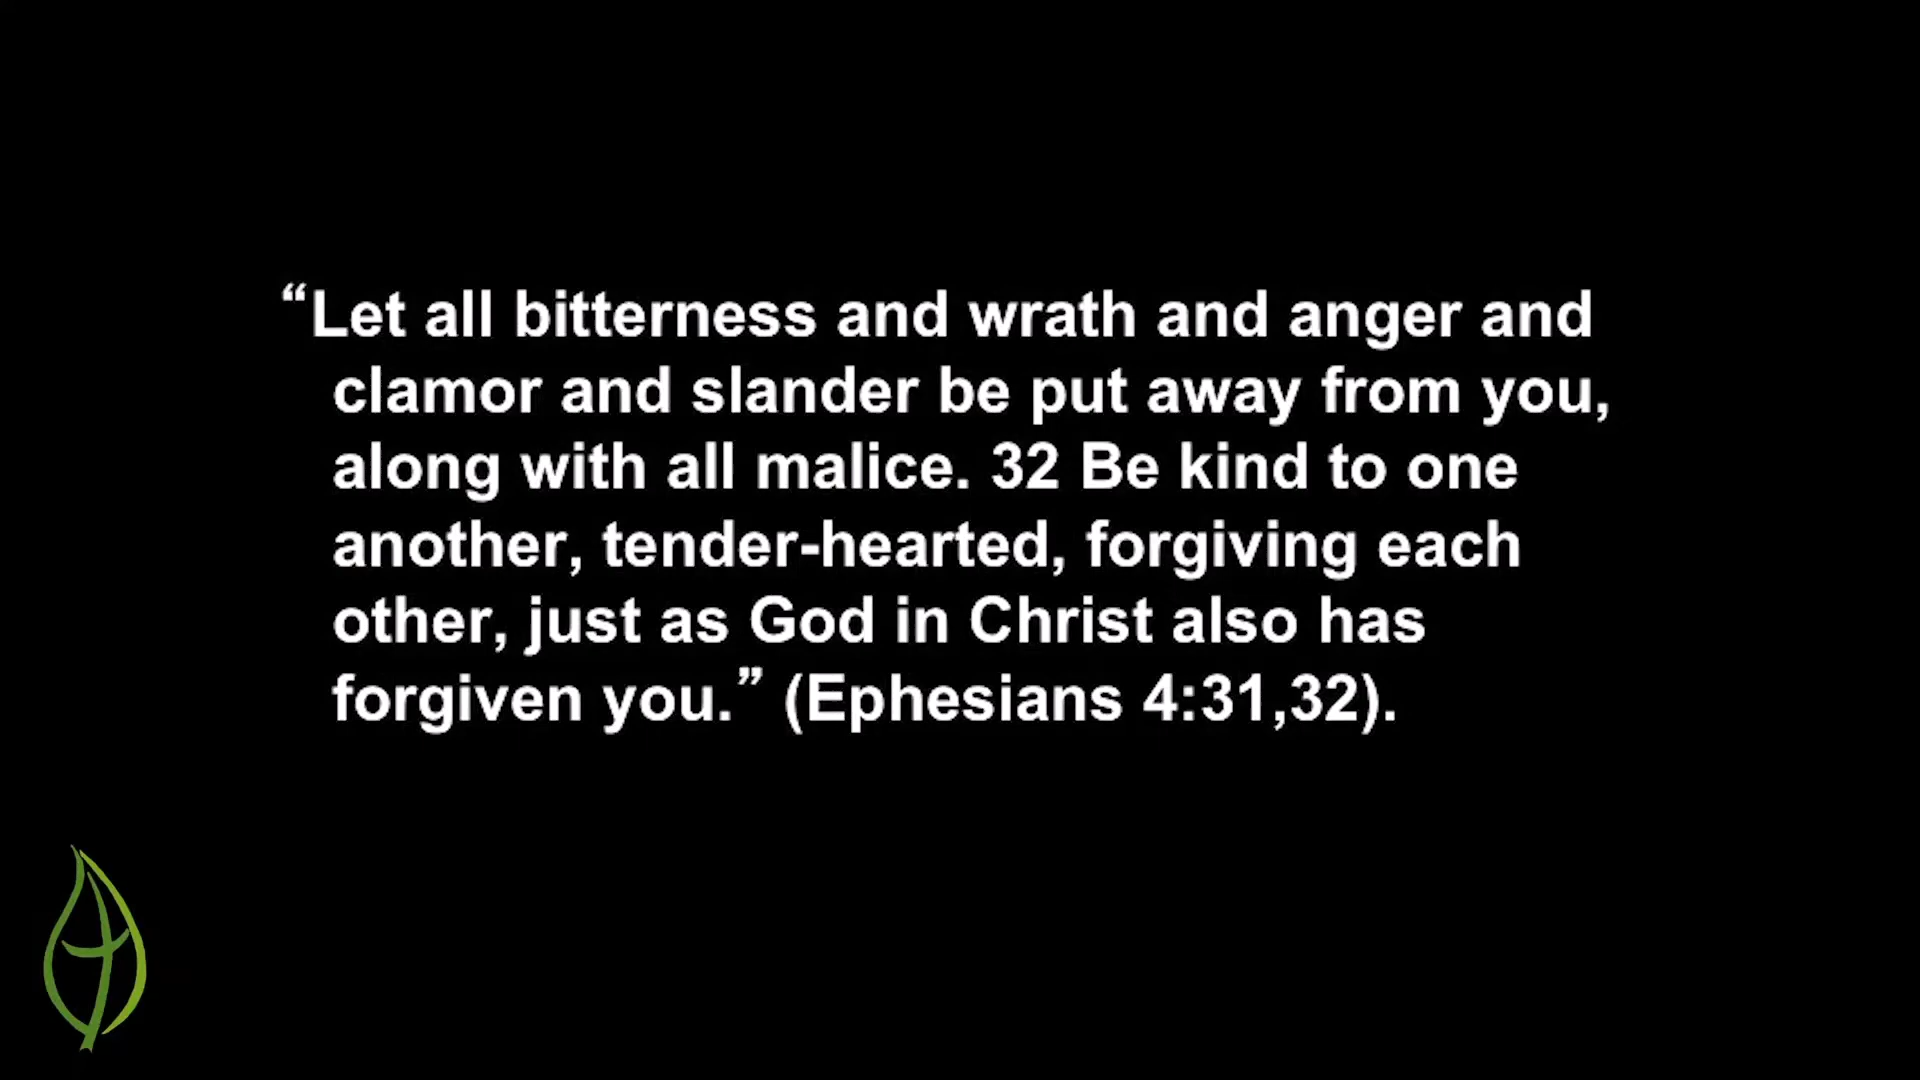 “Let all bitterness and wrath and anger and
clamor and slander be put away from you,
along with all malice. 32 Be kind to one
another, tender-hearted, forgiving each
other, just as God in Christ also has
forgiven you.” (Ephesians 4:31,32).